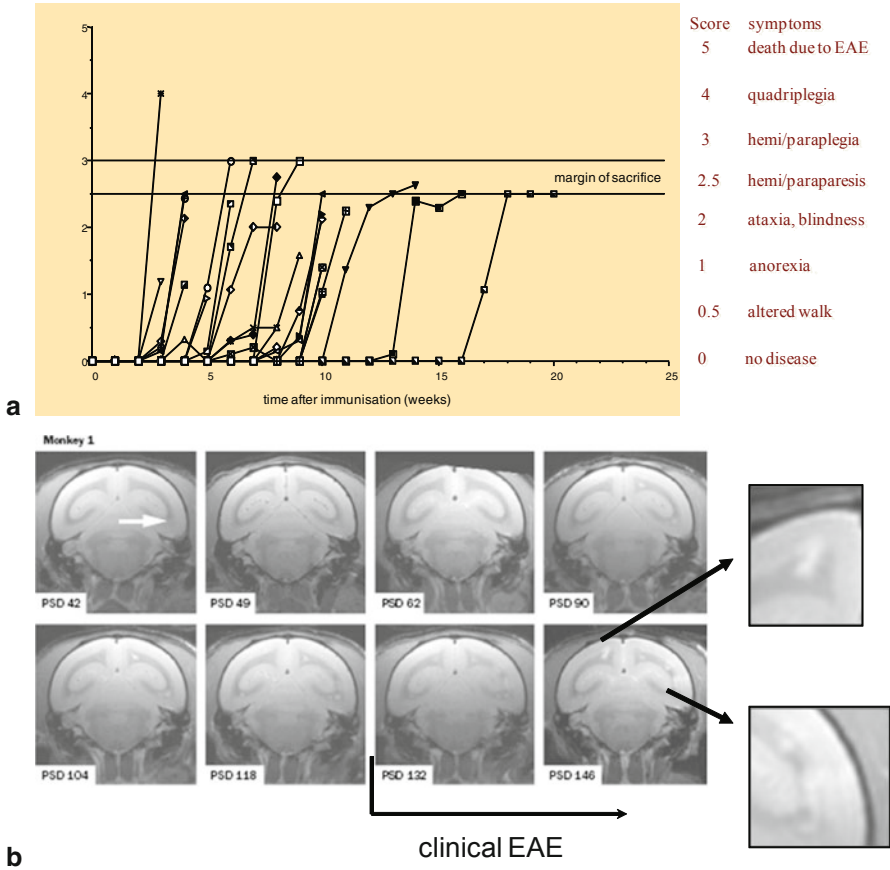 5
4
3
2
1
0
margin of sacrifice
0 5 10 15 20 25
time after immunisation (weeks)
Score symptoms
5 death due to EAE
4 quadriplegia
3 hemi/paraplegia
2.5 hemi/paraparesis
2 ataxia, blindness
1 anorexia
0.5 altered walk
0 no disease
a
Monkey 1
PSD 42 PSD 49 PSD 62 PSD 90
PSD 104 PSD 118 PSD 132 PSD 146
clinical EAE
b